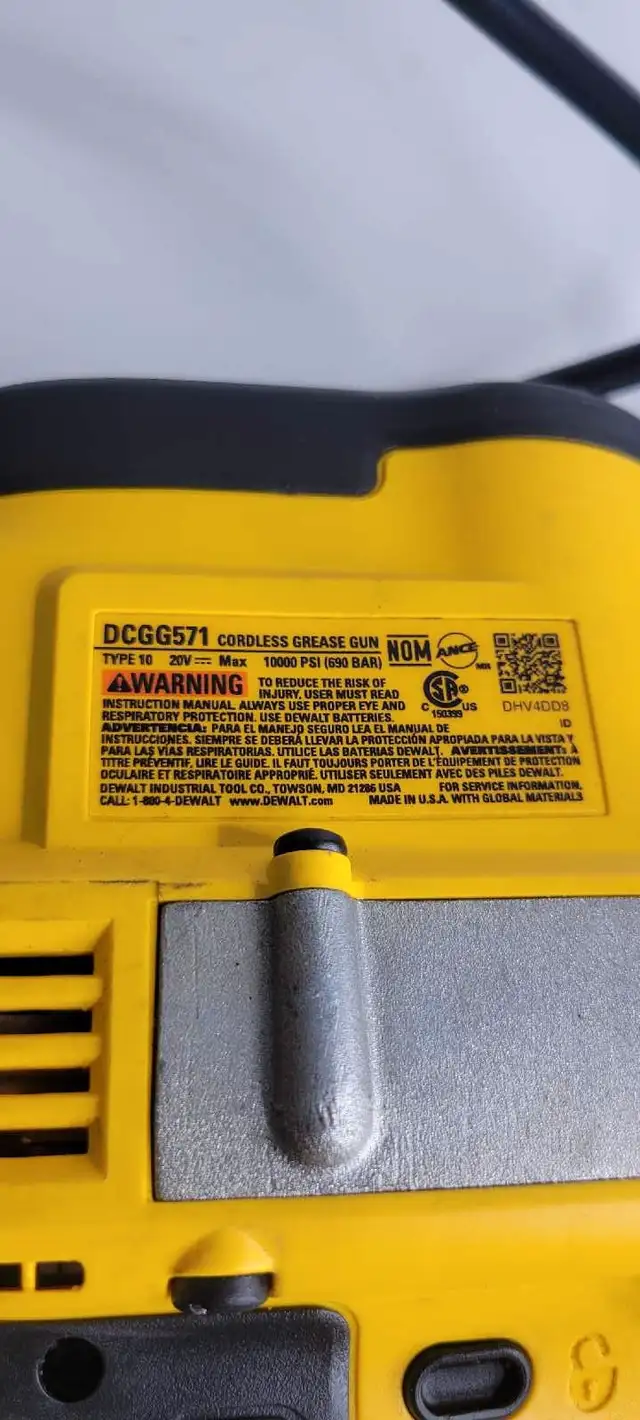 DCGG571 CORDLESS GREASE GUN
TYPE 10 20V⎓ Max 10000 PSI (690 BAR)
NOM
ANCE
MR
⚠WARNING TO REDUCE THE RISK OF
INJURY, USER MUST READ
INSTRUCTION MANUAL. ALWAYS USE PROPER EYE AND
RESPIRATORY PROTECTION. USE DEWALT BATTERIES.
C SA® US
150399
DHV4DD8
ID
ADVERTENCIA: PARA EL MANEJO SEGURO LEA EL MANUAL DE
INSTRUCCIONES. SIEMPRE SE DEBERÁ LLEVAR LA PROTECCIÓN APROPIADA PARA LA VISTA Y
PARA LAS VÍAS RESPIRATORIAS. UTILICE LAS BATERIAS DEWALT. AVERTISSEMENT: À
TITRE PRÉVENTIF, LIRE LE GUIDE. IL FAUT TOUJOURS PORTER DE L'ÉQUIPEMENT DE PROTECTION
OCULAIRE ET RESPIRATOIRE APPROPRIÉ. UTILISER SEULEMENT AVEC DES PILES DEWALT.
DEWALT INDUSTRIAL TOOL CO., TOWSON, MD 21286 USA FOR SERVICE INFORMATION,
CALL: 1-800-4-DEWALT www.DEWALT.com MADE IN U.S.A. WITH GLOBAL MATERIALS